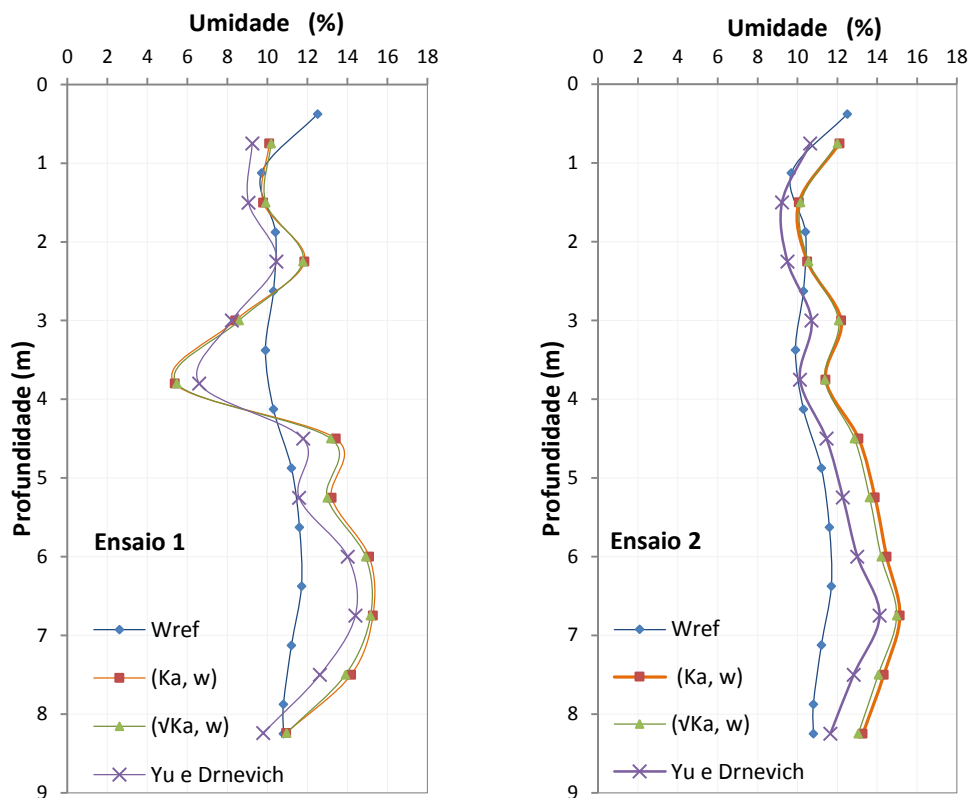 Umidade (%)
0 2 4 6 8 10 12 14 16 18
Profundidade (m)
0
1
2
3
4
5
6
7
8
9
Ensaio 1
Wref
(Ka, w)
(√Ka, w)
Yu e Drnevich
Umidade (%)
0 2 4 6 8 10 12 14 16 18
Profundidade (m)
0
1
2
3
4
5
6
7
8
9
Ensaio 2
Wref
(Ka, w)
(√Ka, w)
Yu e Drnevich